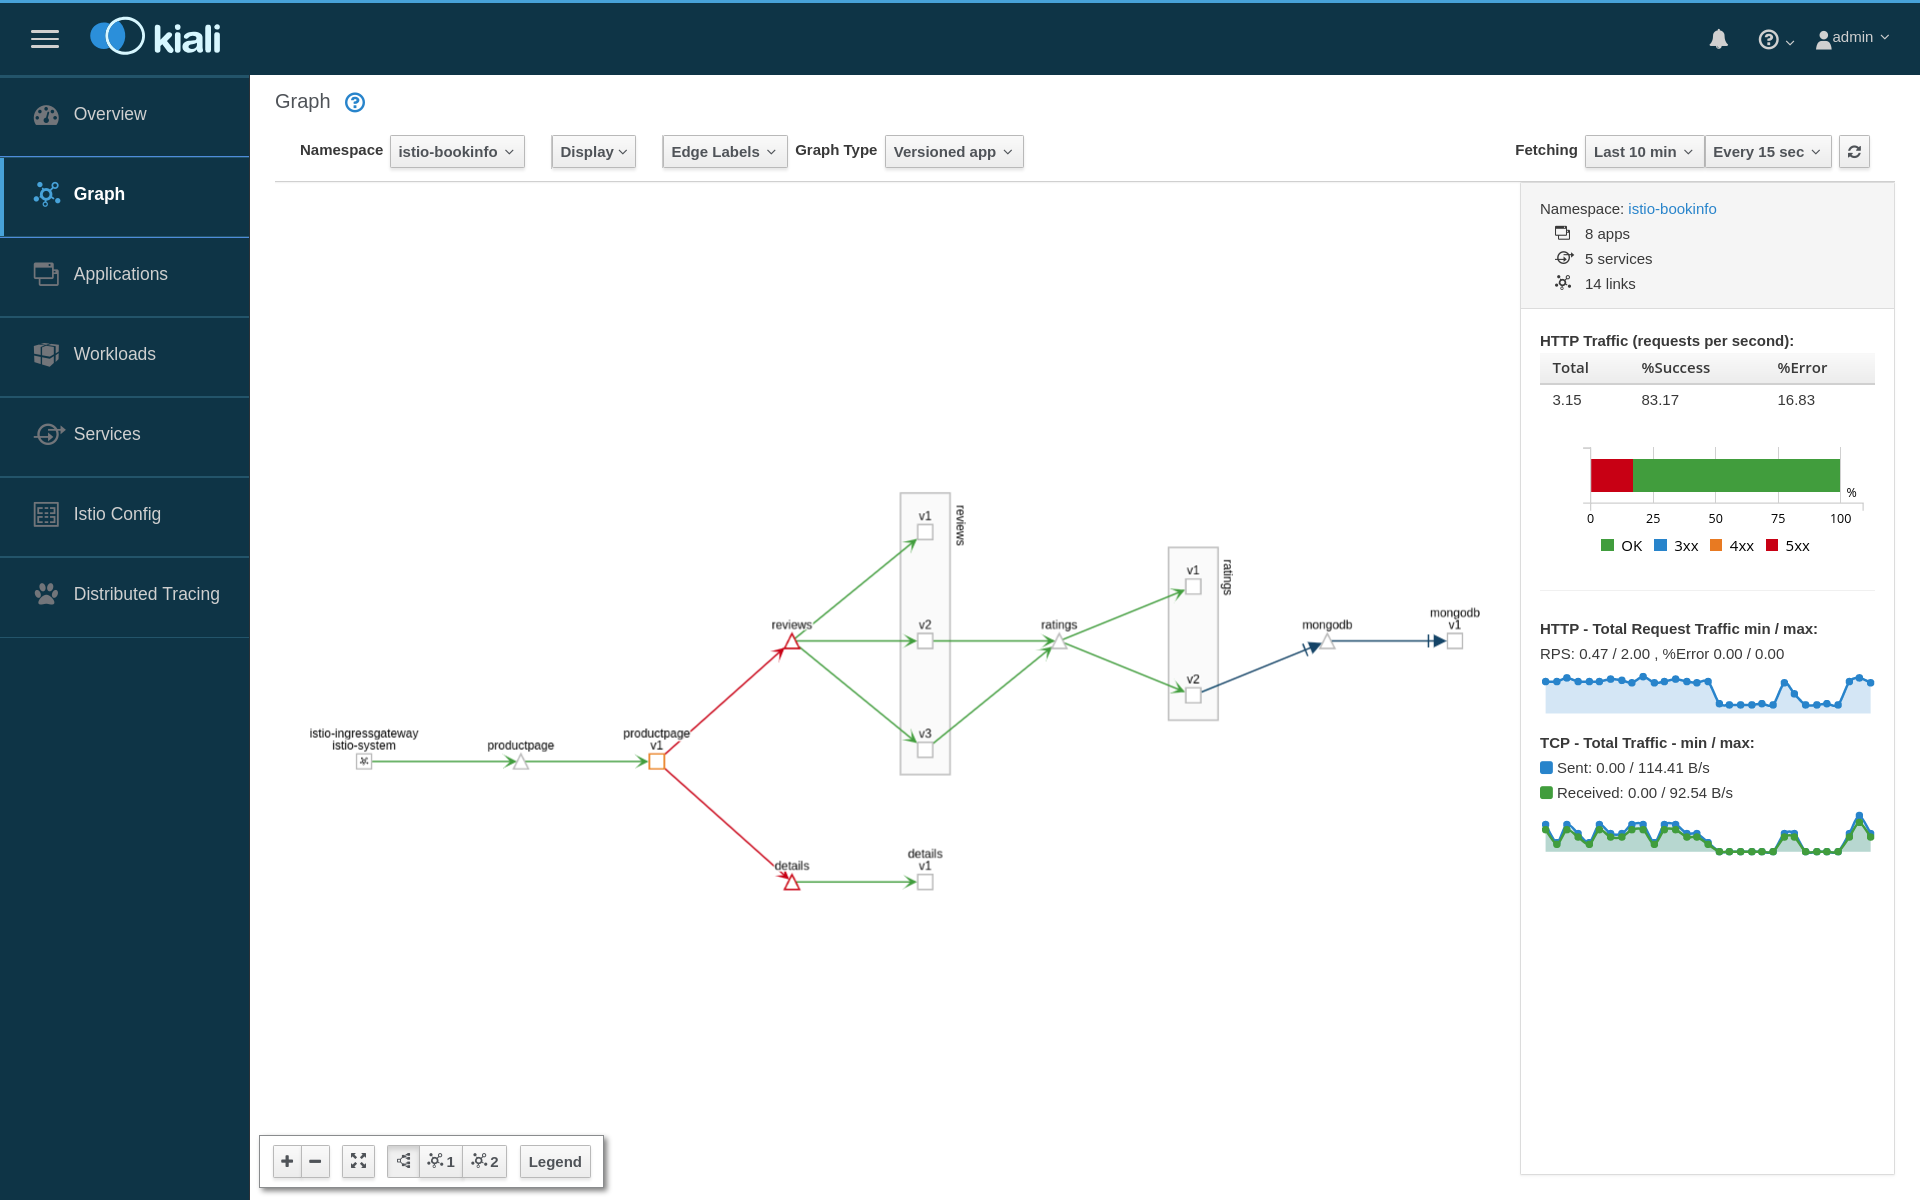 kiali
admin
Overview
Graph
Applications
Workloads
Services
Istio Config
Distributed Tracing
Graph
Namespace istio-bookinfo Display Edge Labels Graph Type Versioned app Fetching Last 10 min Every 15 sec
v1
reviews
v1
ratings
reviews
v2
ratings
mongodb
mongodb
v1
v2
istio-ingressgateway
istio-system
productpage
productpage
v1
v3
details
details
v1
Namespace: istio-bookinfo
8 apps
5 services
14 links
HTTP Traffic (requests per second):
Total %Success %Error
3.15 83.17 16.83
%
0 25 50 75 100
OK 3xx 4xx 5xx
HTTP - Total Request Traffic min / max:
RPS: 0.47 / 2.00 , %Error 0.00 / 0.00
TCP - Total Traffic - min / max:
Sent: 0.00 / 114.41 B/s
Received: 0.00 / 92.54 B/s
1 2 Legend